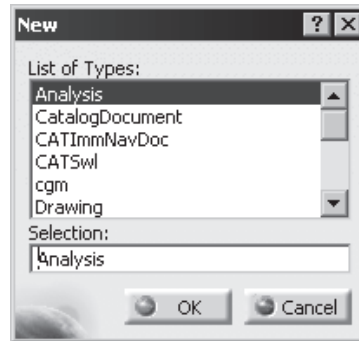 New
List of Types:
Analysis
CatalogDocument
CATImmNavDoc
CATSwl
cgm
Drawing
Selection:
Analysis
OK Cancel